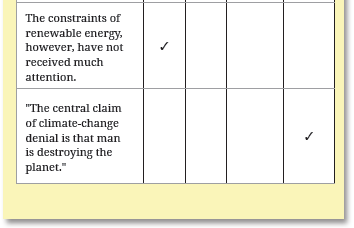 The constraints of
renewable energy,
however, have not
received much
attention.
✓
"The central claim
of climate-change
denial is that man
is destroying the
planet."
✓